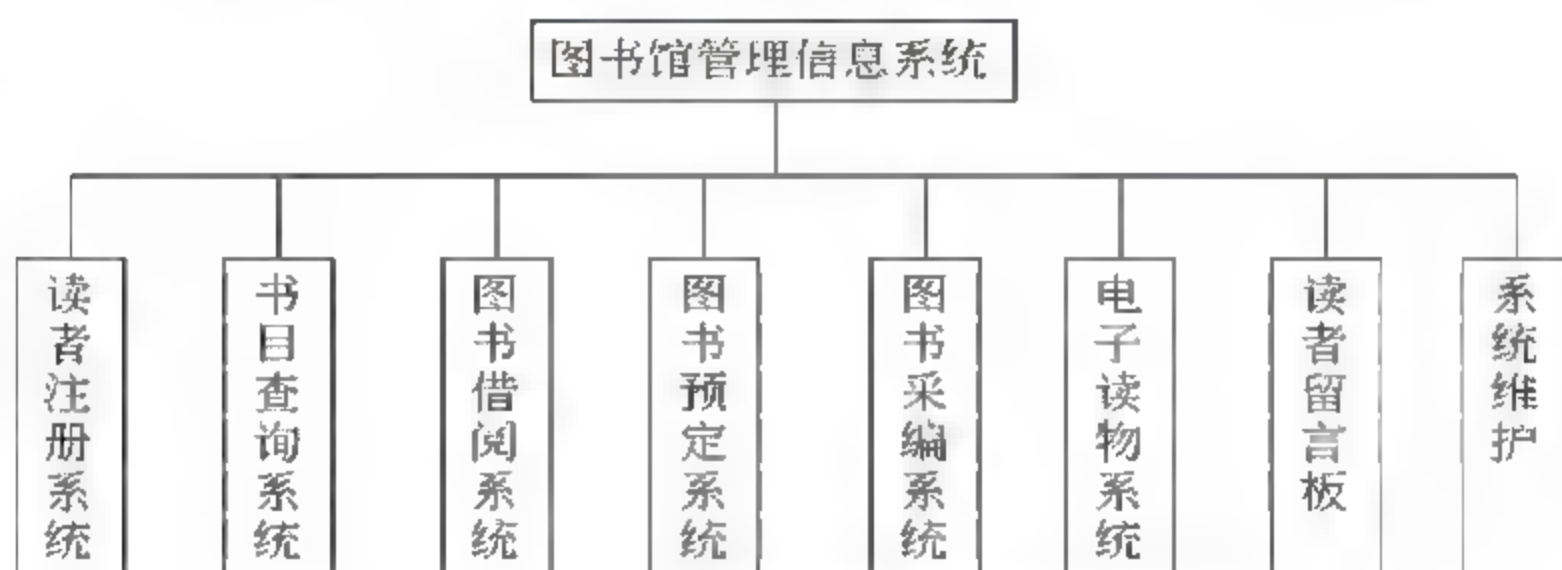 图书馆管理信息系统
读者注册系统
书目查询系统
图书借阅系统
图书预定系统
图书采编系统
电子读物系统
读者留言板
系统维护